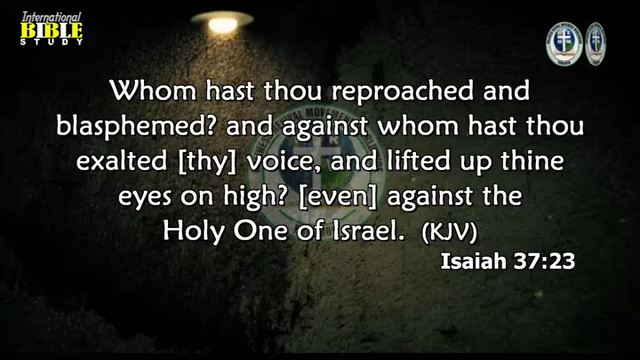 International
BIBLE
STUDY
Whom hast thou reproached and
blasphemed? and against whom hast thou
exalted [thy] voice, and lifted up thine
eyes on high? [even] against the
Holy One of Israel. (KJV)
Isaiah 37:23